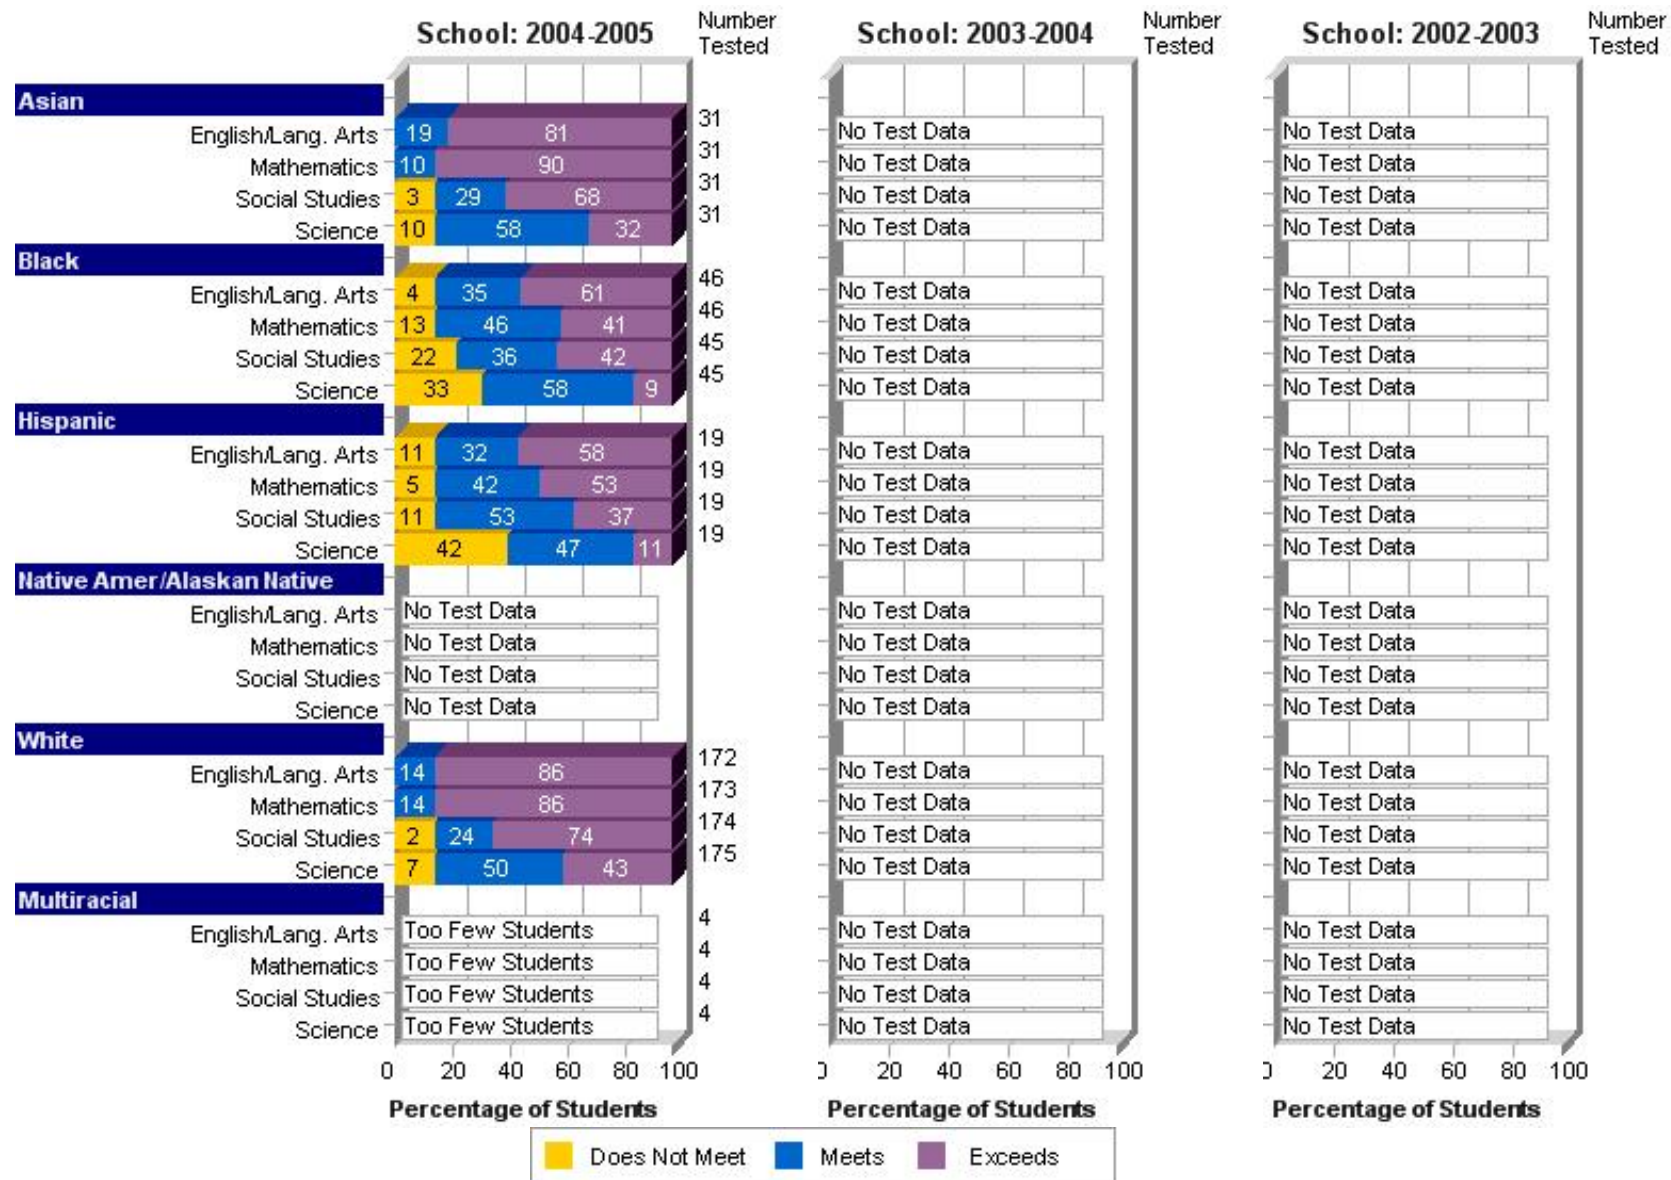 School: 2004-2005 Number Tested School: 2003-2004 Number Tested School: 2002-2003 Number Tested
Asian
English/Lang. Arts 19 81 31 No Test Data No Test Data
Mathematics 10 90 31 No Test Data No Test Data
Social Studies 3 29 68 31 No Test Data No Test Data
Science 10 58 32 31 No Test Data No Test Data
Black
English/Lang. Arts 4 35 61 46 No Test Data No Test Data
Mathematics 13 46 41 46 No Test Data No Test Data
Social Studies 22 36 42 45 No Test Data No Test Data
Science 33 58 9 45 No Test Data No Test Data
Hispanic
English/Lang. Arts 11 32 58 19 No Test Data No Test Data
Mathematics 5 42 53 19 No Test Data No Test Data
Social Studies 11 53 37 19 No Test Data No Test Data
Science 42 47 11 19 No Test Data No Test Data
Native Amer/Alaskan Native
English/Lang. Arts No Test Data No Test Data No Test Data
Mathematics No Test Data No Test Data No Test Data
Social Studies No Test Data No Test Data No Test Data
Science No Test Data No Test Data No Test Data
White
English/Lang. Arts 14 86 172 No Test Data No Test Data
Mathematics 14 86 173 No Test Data No Test Data
Social Studies 2 24 74 174 No Test Data No Test Data
Science 7 50 43 175 No Test Data No Test Data
Multiracial
English/Lang. Arts Too Few Students 4 No Test Data No Test Data
Mathematics Too Few Students 4 No Test Data No Test Data
Social Studies Too Few Students 4 No Test Data No Test Data
Science Too Few Students 4 No Test Data No Test Data
0 20 40 60 80 100 0 20 40 60 80 100 0 20 40 60 80 100
Percentage of Students Percentage of Students Percentage of Students
Does Not Meet Meets Exceeds